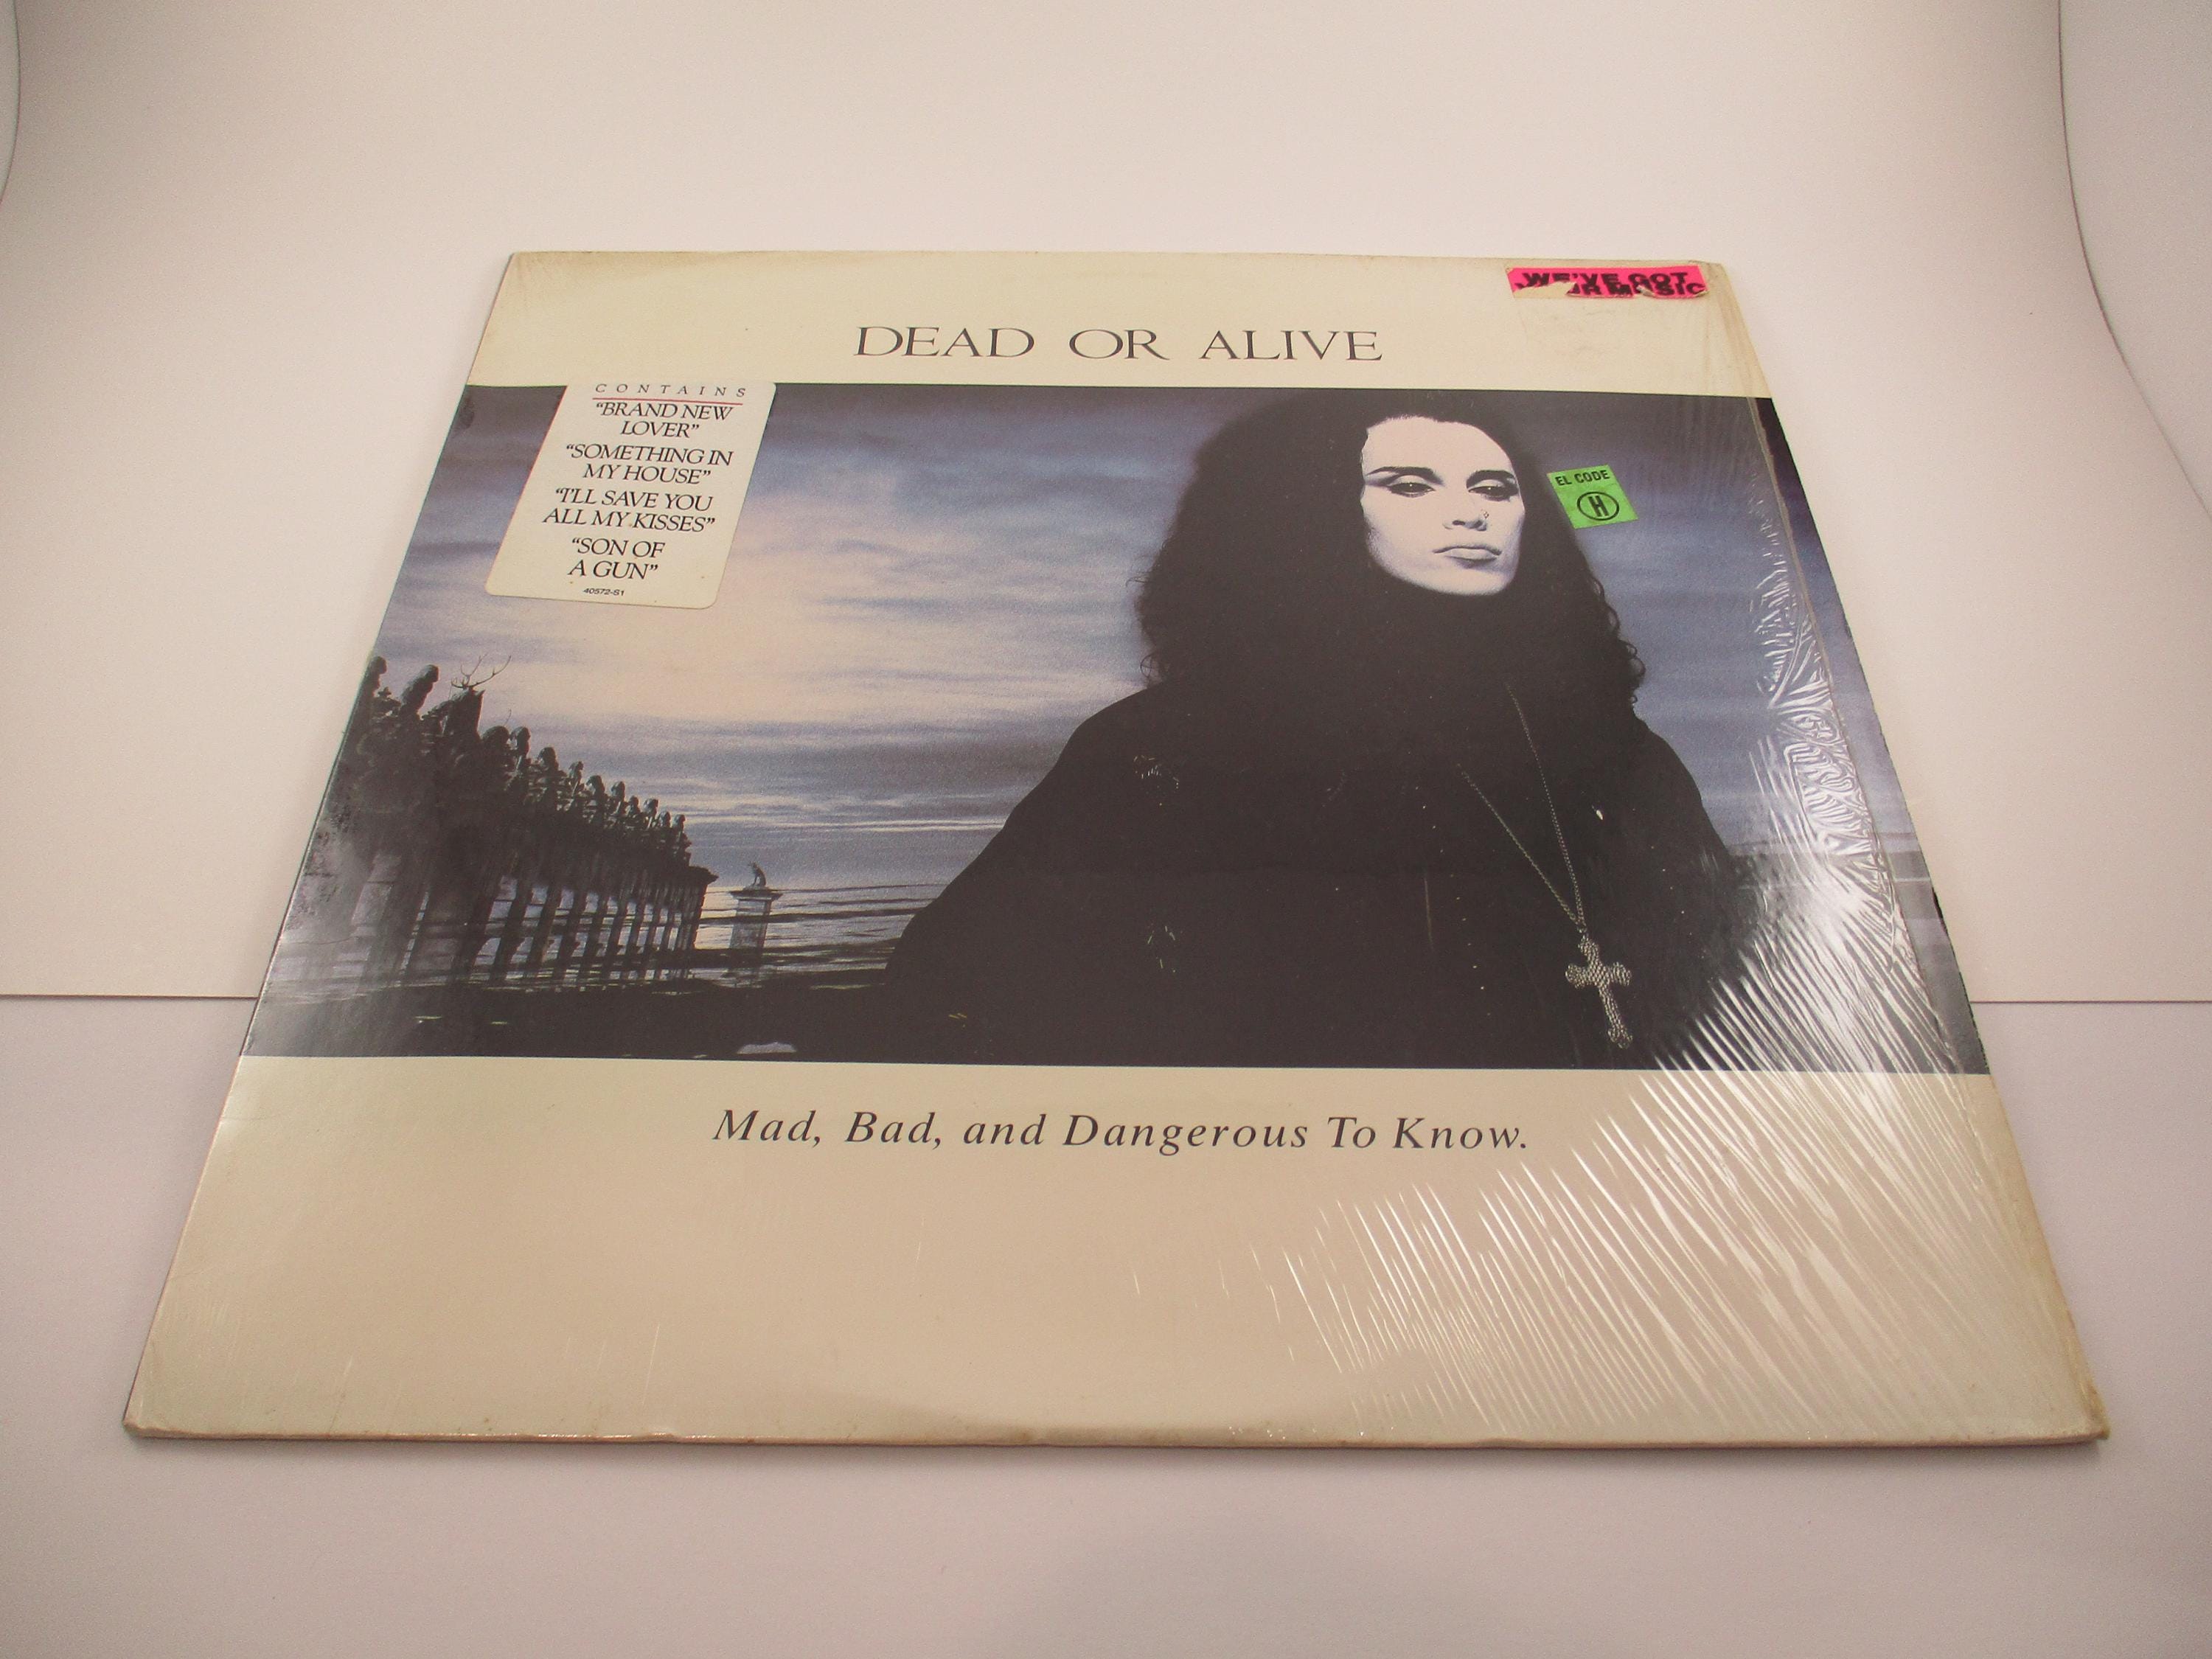 WE'VE GOT
MUSIC
DEAD OR ALIVE
CONTAINS
“BRAND NEW
LOVER”
“SOMETHING IN
MY HOUSE”
“I'LL SAVE YOU
ALL MY KISSES”
“SON OF
A GUN”
40572-S1
EL CODE
H
Mad, Bad, and Dangerous To Know.